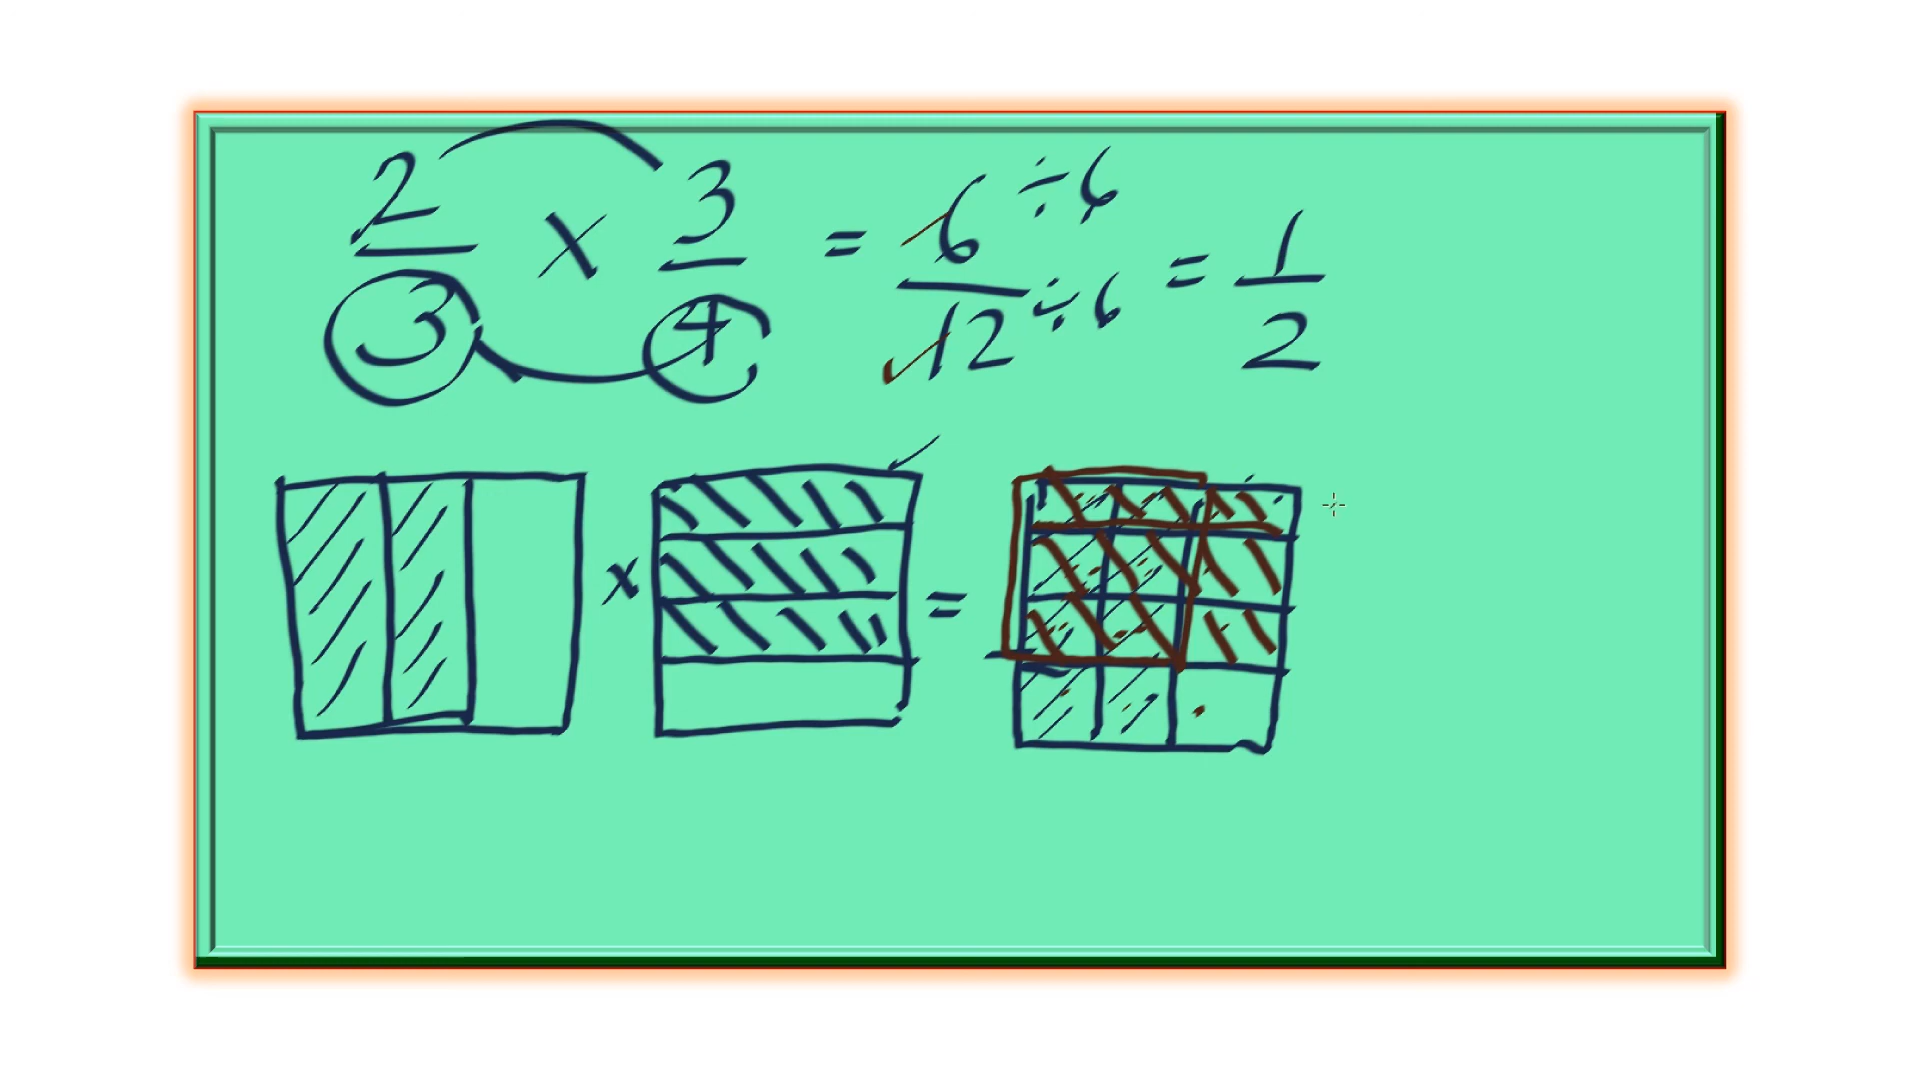 2/3 × 3/4 = 6÷6/12÷6 = 1/2
× =